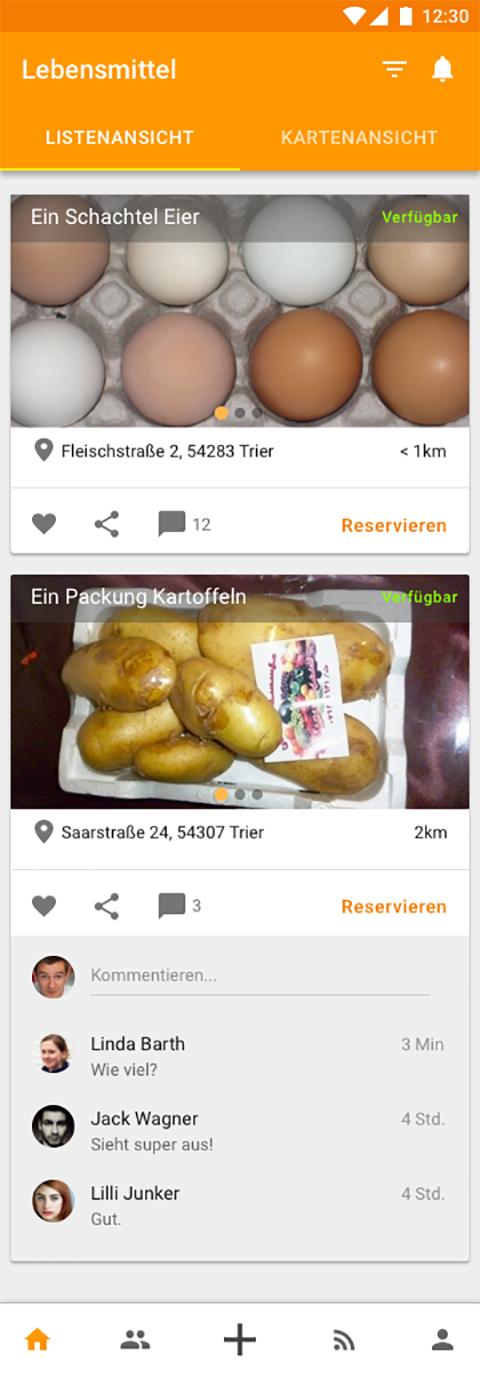 12:30
Lebensmittel
LISTENANSICHT KARTENANSICHT
Ein Schachtel Eier Verfügbar
Fleischstraße 2, 54283 Trier < 1km
12 Reservieren
Ein Packung Kartoffeln Verfügbar
Saarstraße 24, 54307 Trier 2km
3 Reservieren
Kommentieren...
Linda Barth 3 Min
Wie viel?
Jack Wagner 4 Std.
Sieht super aus!
Lilli Junker 4 Std.
Gut.